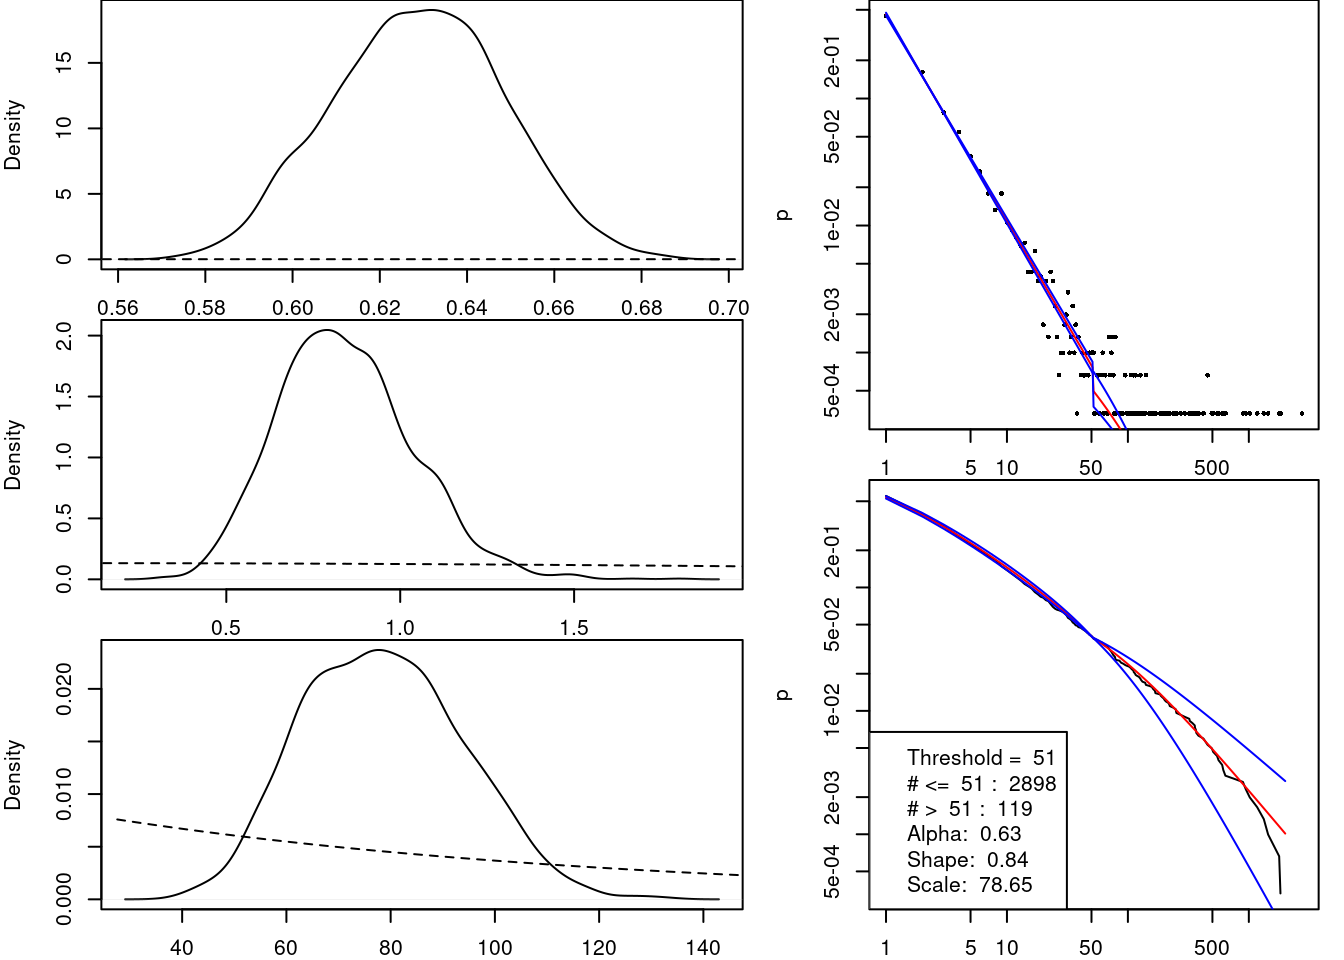 Density
0
5
10
15
0.56 0.58 0.60 0.62 0.64 0.66 0.68 0.70
Density
0.0
0.5
1.0
1.5
2.0
0.5 1.0 1.5
Density
0.000
0.010
0.020
40 60 80 100 120 140
p
5e-04
2e-03
1e-02
5e-02
2e-01
1 5 10 50 500
p
5e-04
2e-03
1e-02
5e-02
2e-01
Threshold = 51
# <= 51 : 2898
# > 51 : 119
Alpha: 0.63
Shape: 0.84
Scale: 78.65
1 5 10 50 500